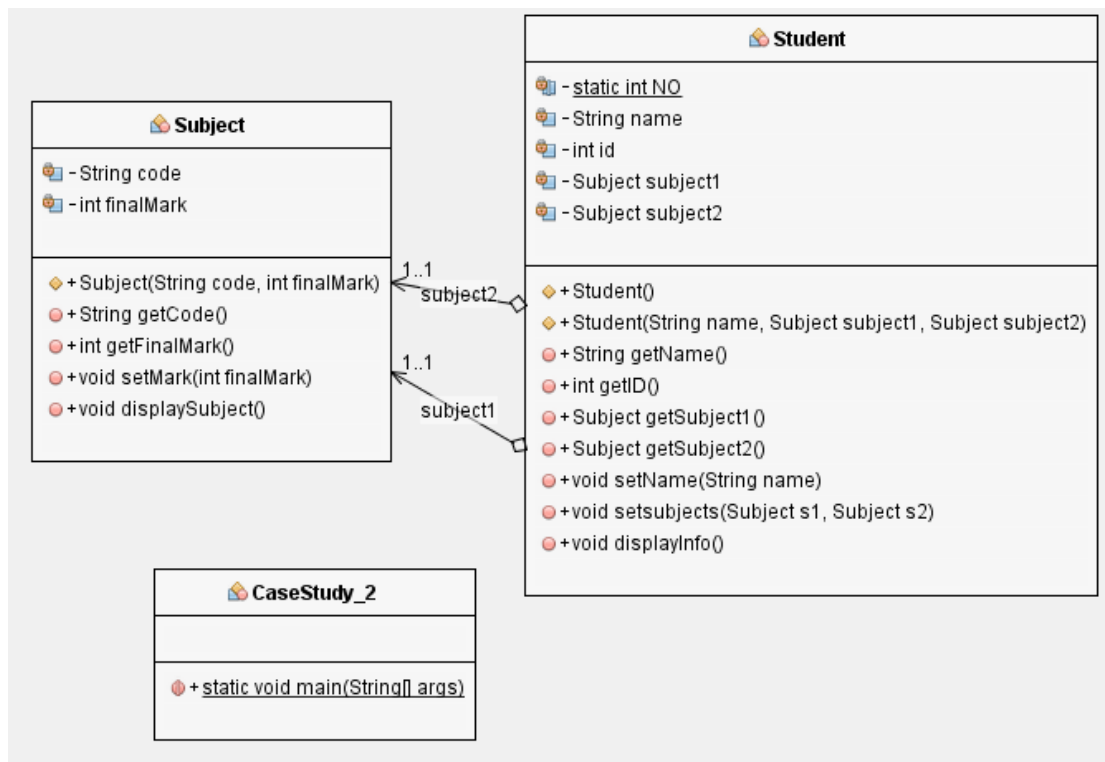 Subject
- String code
- int finalMark
+ Subject(String code, int finalMark)
+ String getCode()
+ int getFinalMark()
+ void setMark(int finalMark)
+ void displaySubject()
1..1
subject2
1..1
subject1
Student
- static int NO
- String name
- int id
- Subject subject1
- Subject subject2
+ Student()
+ Student(String name, Subject subject1, Subject subject2)
+ String getName()
+ int getID()
+ Subject getSubject1()
+ Subject getSubject2()
+ void setName(String name)
+ void setsubjects(Subject s1, Subject s2)
+ void displayInfo()
CaseStudy_2
+ static void main(String[] args)